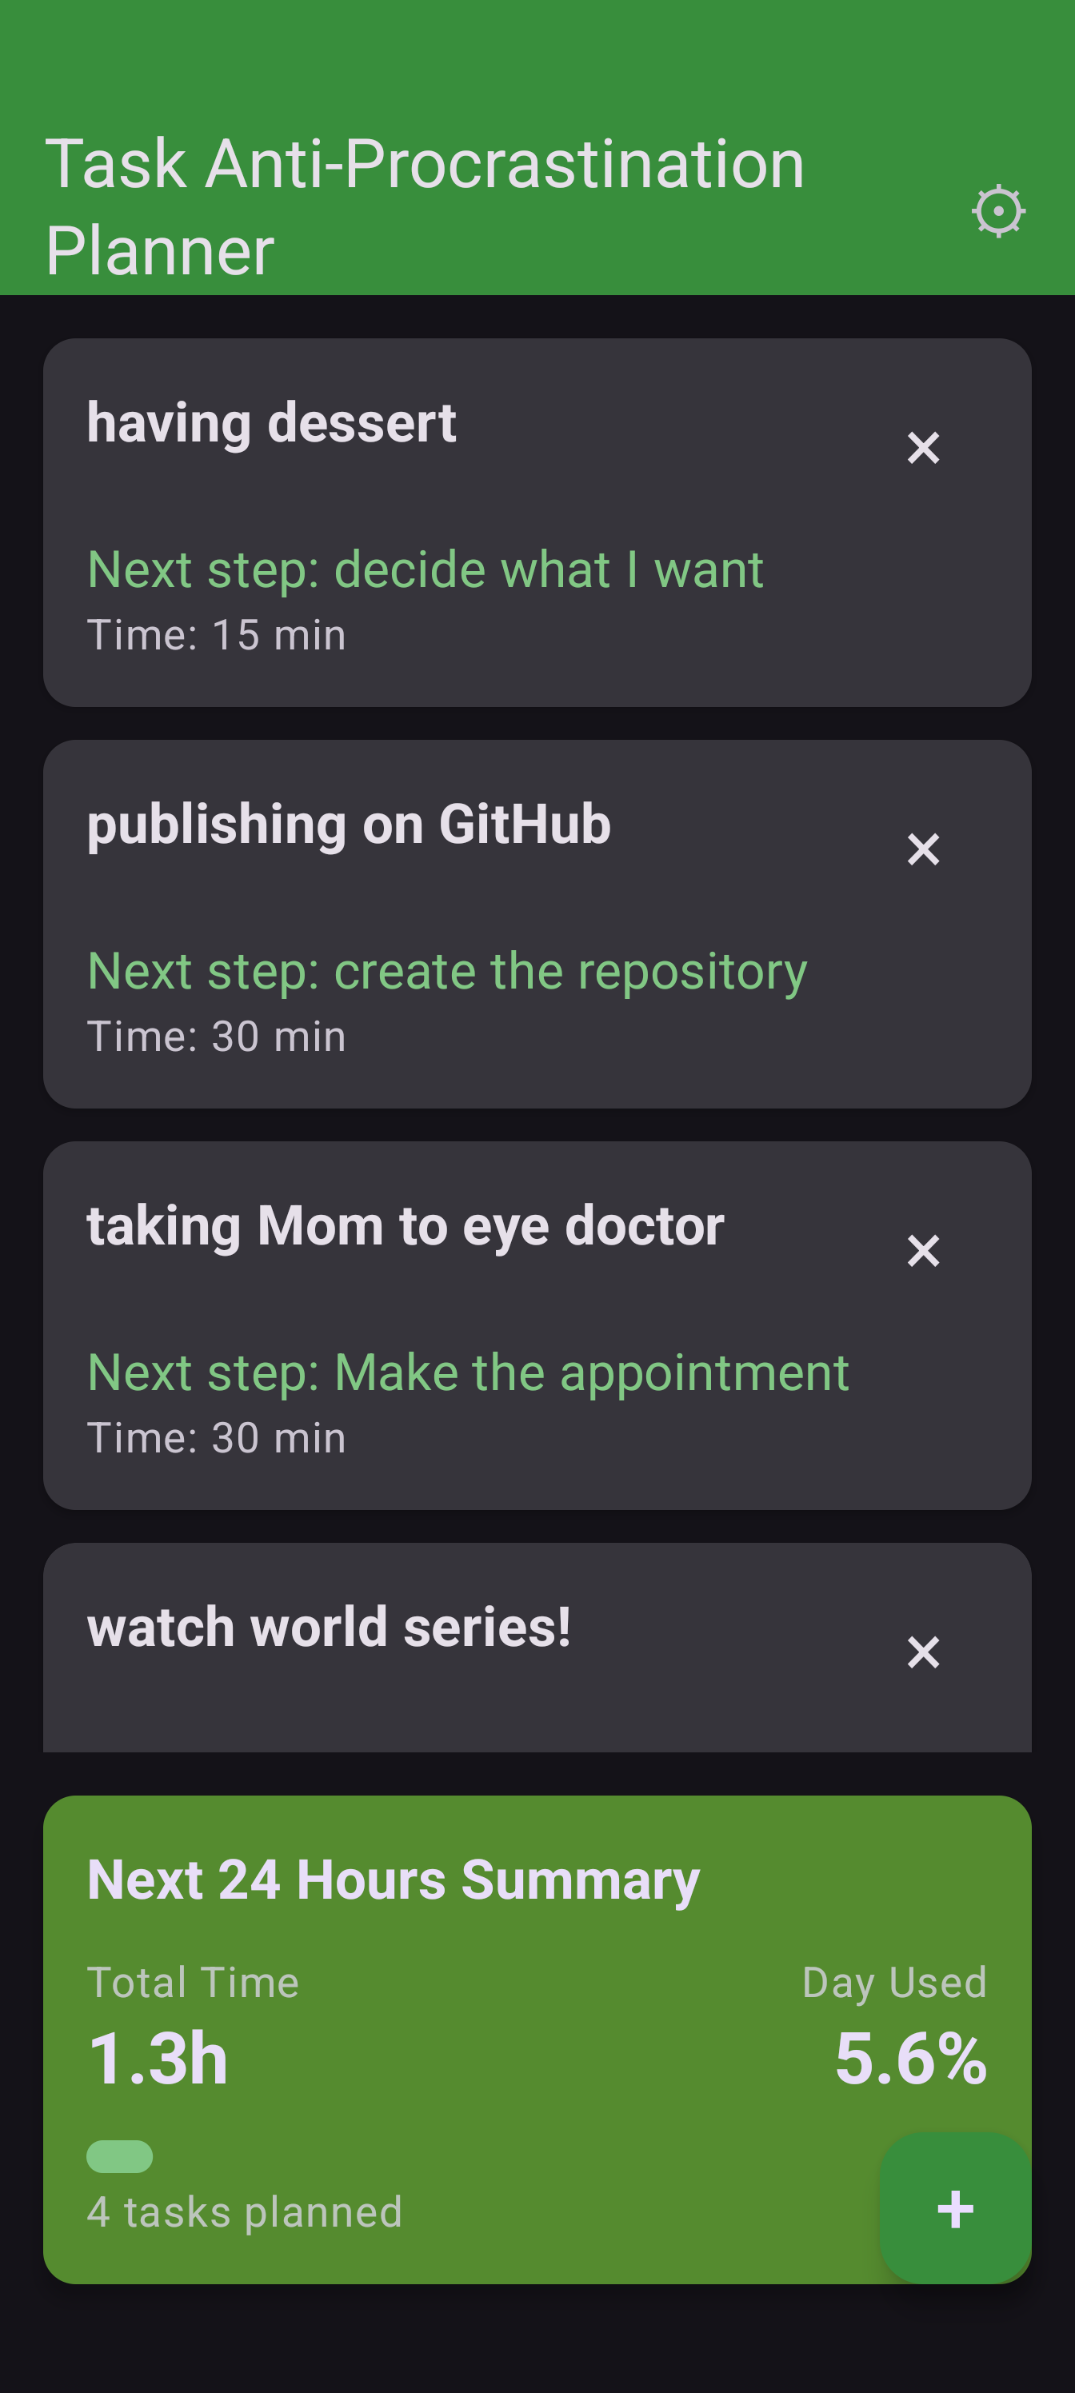 Task Anti-Procrastination
Planner
having dessert
×
Next step: decide what I want
Time: 15 min
publishing on GitHub
×
Next step: create the repository
Time: 30 min
taking Mom to eye doctor
×
Next step: Make the appointment
Time: 30 min
watch world series!
×
Next 24 Hours Summary
Total Time Day Used
1.3h 5.6%
4 tasks planned
+